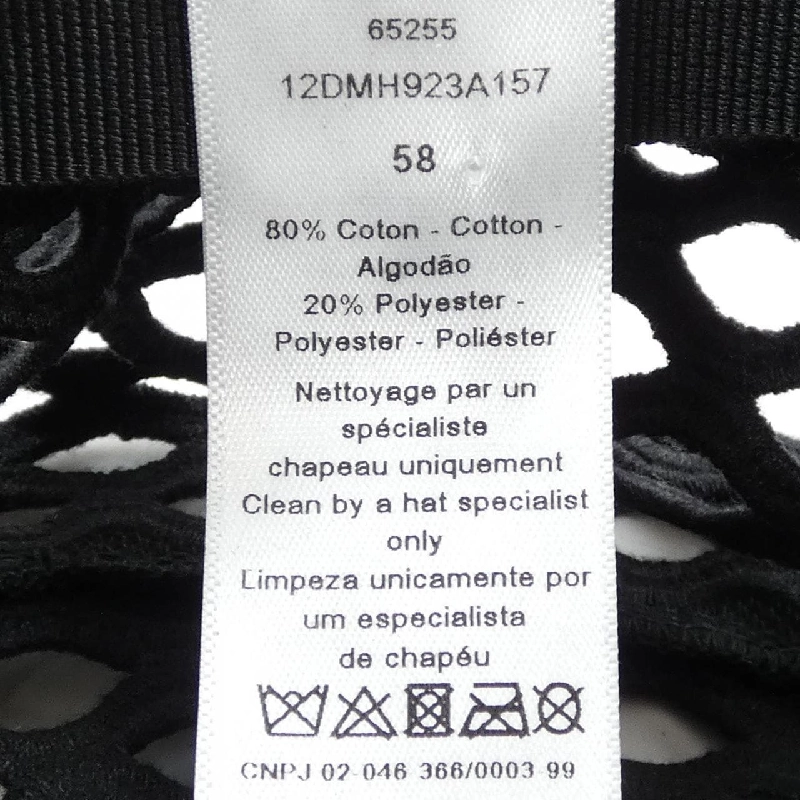 65255
12DMH923A157
58
80% Coton - Cotton -
Algodão
20% Polyester -
Polyester - Poliéster
Nettoyage par un
spécialiste
chapeau uniquement
Clean by a hat specialist
only
Limpeza unicamente por
um especialista
de chapéu
CNPJ 02-046 366/0003-99